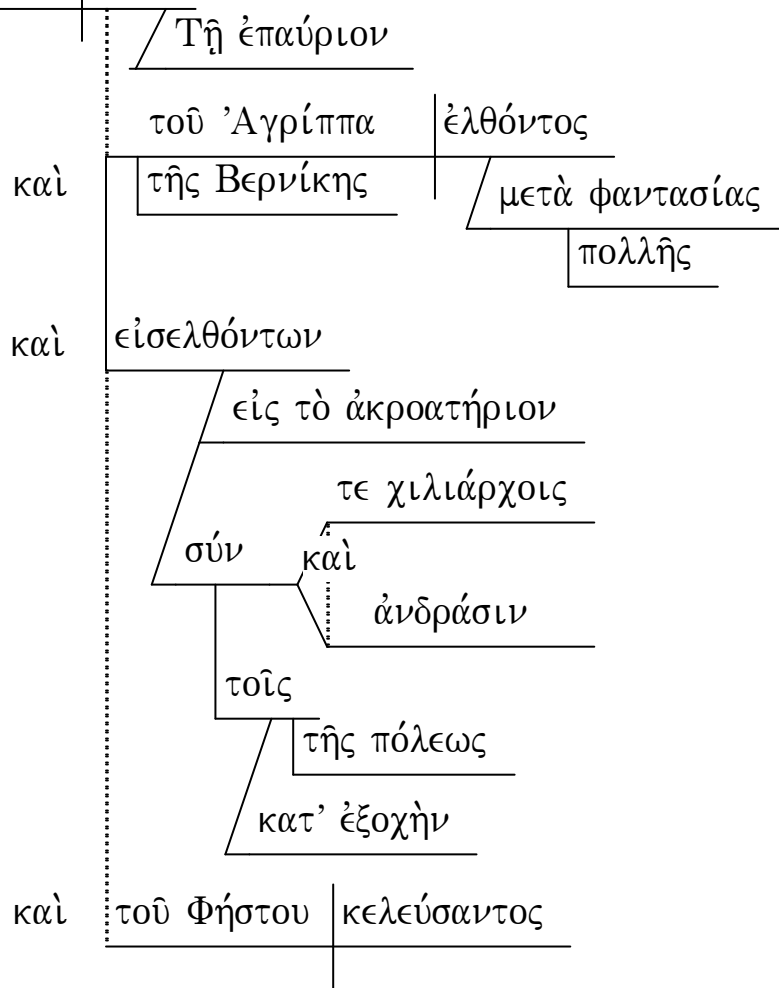 Τῇ ἐπαύριον
τοῦ Ἀγρίππα ἐλθόντος
καὶ τῆς Βερνίκης μετὰ φαντασίας
πολλῆς
καὶ εἰσελθόντων
εἰς τὸ ἀκροατήριον
τε χιλιάρχοις
σύν καὶ
ἀνδράσιν
τοῖς
τῆς πόλεως
κατ’ ἐξοχὴν
καὶ τοῦ Φήστου κελεύσαντος